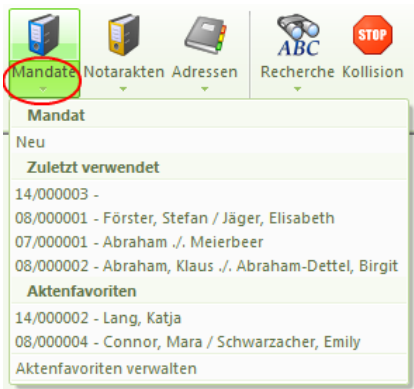 ABC STOP
Mandate Notarakten Adressen Recherche Kollision
Mandat
Neu
Zuletzt verwendet
14/000003 -
08/000001 - Förster, Stefan / Jäger, Elisabeth
07/000001 - Abraham ./. Meierbeer
08/000002 - Abraham, Klaus ./. Abraham-Dettel, Birgit
Aktenfavoriten
14/000002 - Lang, Katja
08/000004 - Connor, Mara / Schwarzacher, Emily
Aktenfavoriten verwalten